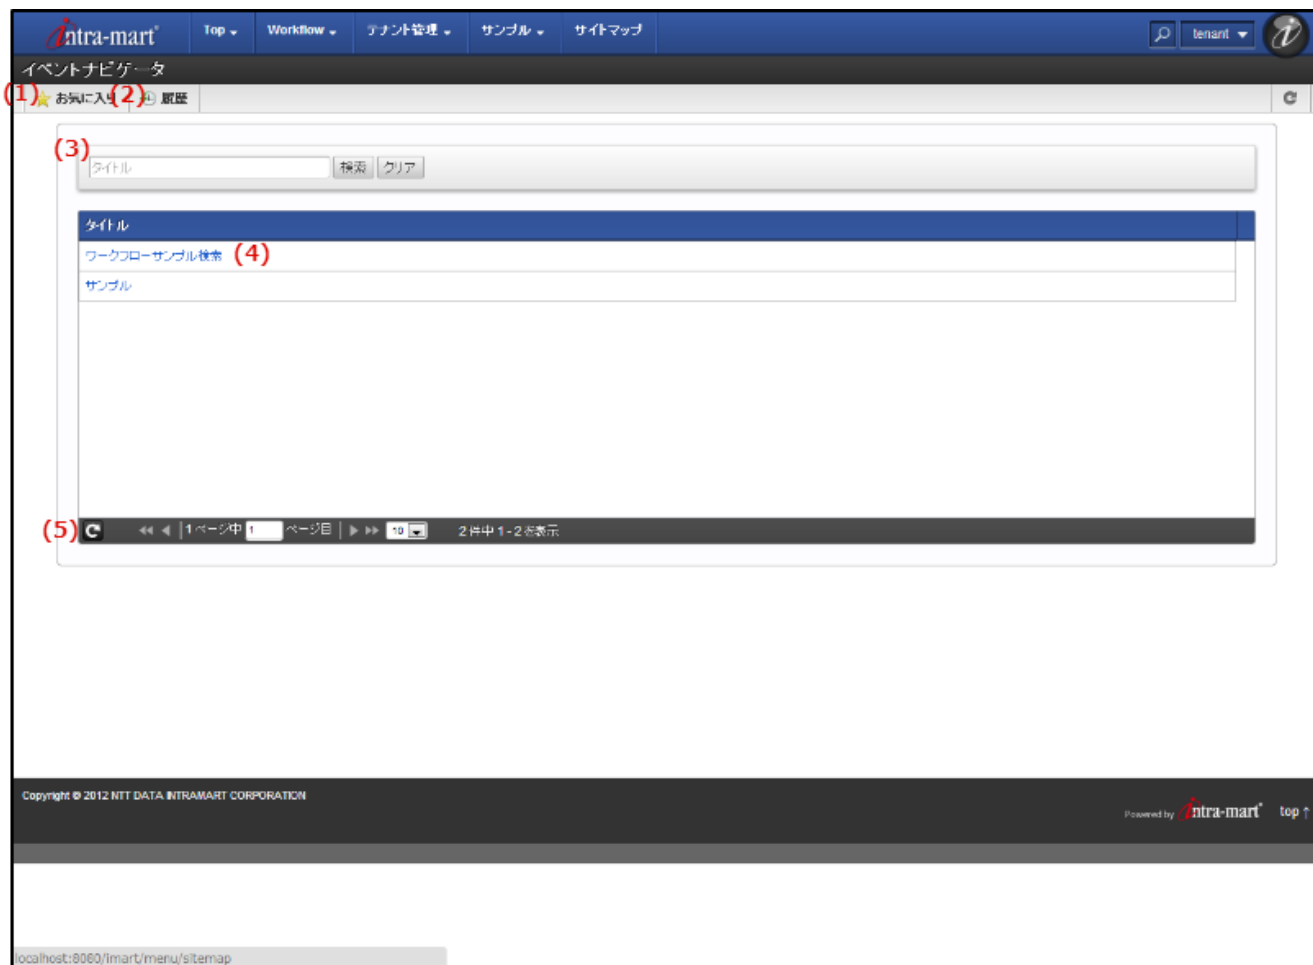 intra-mart® Top Workflow テナント管理 サンプル サイトマップ tenant
イベントナビゲータ
(1) お気に入り (2) 履歴
(3) タイトル 検索 クリア
タイトル
ワークフローサンプル検索 (4)
サンプル
(5) 1 ページ中 1 ページ目 10 2 件中 1 - 2 を表示
Copyright © 2012 NTT DATA INTRAMART CORPORATION
Powered by intra-mart® top ↑
localhost:8080/imart/menu/sitemap